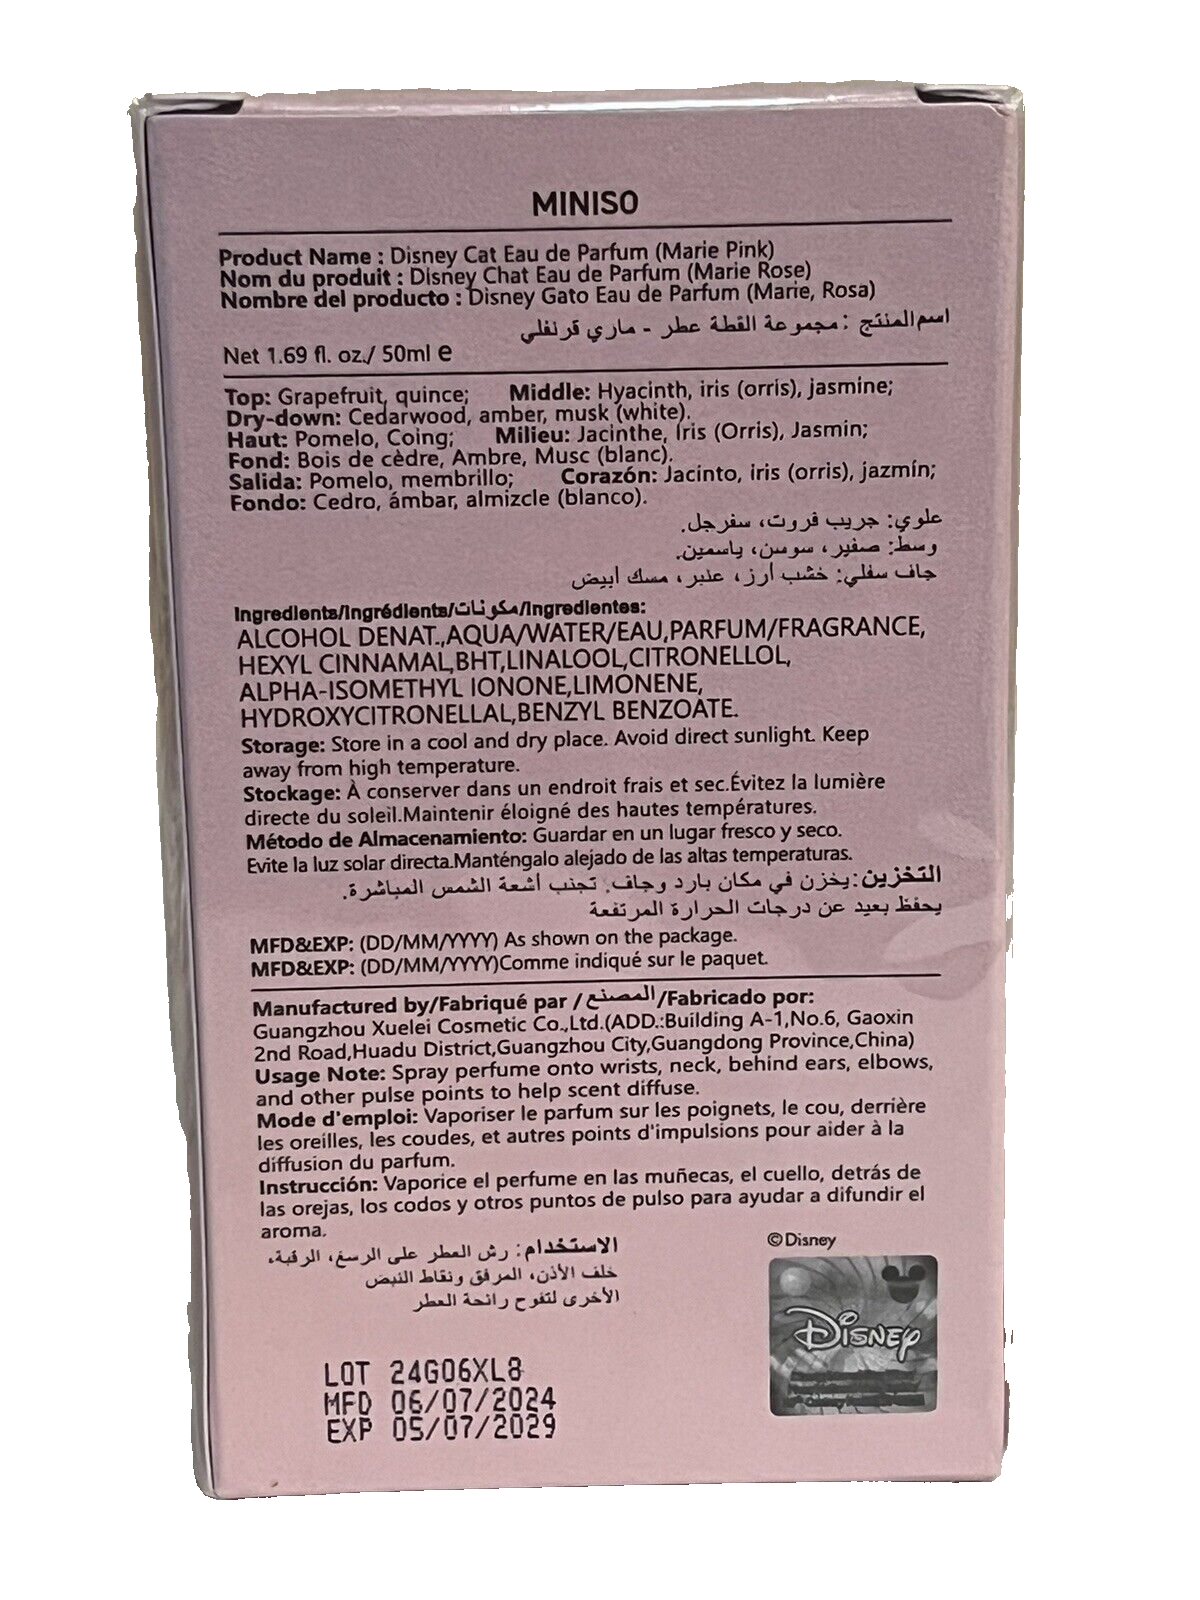 MINISO
Product Name : Disney Cat Eau de Parfum (Marie Pink)
Nom du produit : Disney Chat Eau de Parfum (Marie Rose)
Nombre del producto : Disney Gato Eau de Parfum (Marie, Rosa)
اسم المنتج : مجموعة القطة عطر - ماري قرنفلي
Net 1.69 fl. oz./ 50ml e
Top: Grapefruit, quince; Middle: Hyacinth, iris (orris), jasmine;
Dry-down: Cedarwood, amber, musk (white).
Haut: Pomelo, Coing; Milieu: Jacinthe, Iris (Orris), Jasmin;
Fond: Bois de cèdre, Ambre, Musc (blanc).
Salida: Pomelo, membrillo; Corazón: Jacinto, iris (orris), jazmín;
Fondo: Cedro, ámbar, almizcle (blanco).
علوي: جريب فروت، سفرجل.
وسط: صفير، سوسن، ياسمين.
جاف سفلي: خشب أرز، عنبر، مسك أبيض
Ingredients/Ingrédients/مكونات/Ingredientes:
ALCOHOL DENAT.,AQUA/WATER/EAU,PARFUM/FRAGRANCE,
HEXYL CINNAMAL,BHT,LINALOOL,CITRONELLOL,
ALPHA-ISOMETHYL IONONE,LIMONENE,
HYDROXYCITRONELLAL,BENZYL BENZOATE.
Storage: Store in a cool and dry place. Avoid direct sunlight. Keep
away from high temperature.
Stockage: À conserver dans un endroit frais et sec.Évitez la lumière
directe du soleil.Maintenir éloigné des hautes températures.
Método de Almacenamiento: Guardar en un lugar fresco y seco.
Evite la luz solar directa.Manténgalo alejado de las altas temperaturas.
التخزين: يخزن في مكان بارد وجاف. تجنب أشعة الشمس المباشرة.
يحفظ بعيد عن درجات الحرارة المرتفعة
MFD&EXP: (DD/MM/YYYY) As shown on the package.
MFD&EXP: (DD/MM/YYYY)Comme indiqué sur le paquet.
Manufactured by/Fabriqué par / المصنع/Fabricado por:
Guangzhou Xuelei Cosmetic Co.,Ltd.(ADD.:Building A-1,No.6, Gaoxin
2nd Road,Huadu District,Guangzhou City,Guangdong Province,China)
Usage Note: Spray perfume onto wrists, neck, behind ears, elbows,
and other pulse points to help scent diffuse.
Mode d'emploi: Vaporiser le parfum sur les poignets, le cou, derrière
les oreilles, les coudes, et autres points d'impulsions pour aider à la
diffusion du parfum.
Instrucción: Vaporice el perfume en las muñecas, el cuello, detrás de
las orejas, los codos y otros puntos de pulso para ayudar a difundir el
aroma.
الاستخدام: رش العطر على الرسغ، الرقبة،
خلف الأذن، المرفق ونقاط النبض
الأخرى لتفوح رائحة العطر
©Disney
Disney
LOT 24G06XL8
MFD 06/07/2024
EXP 05/07/2029